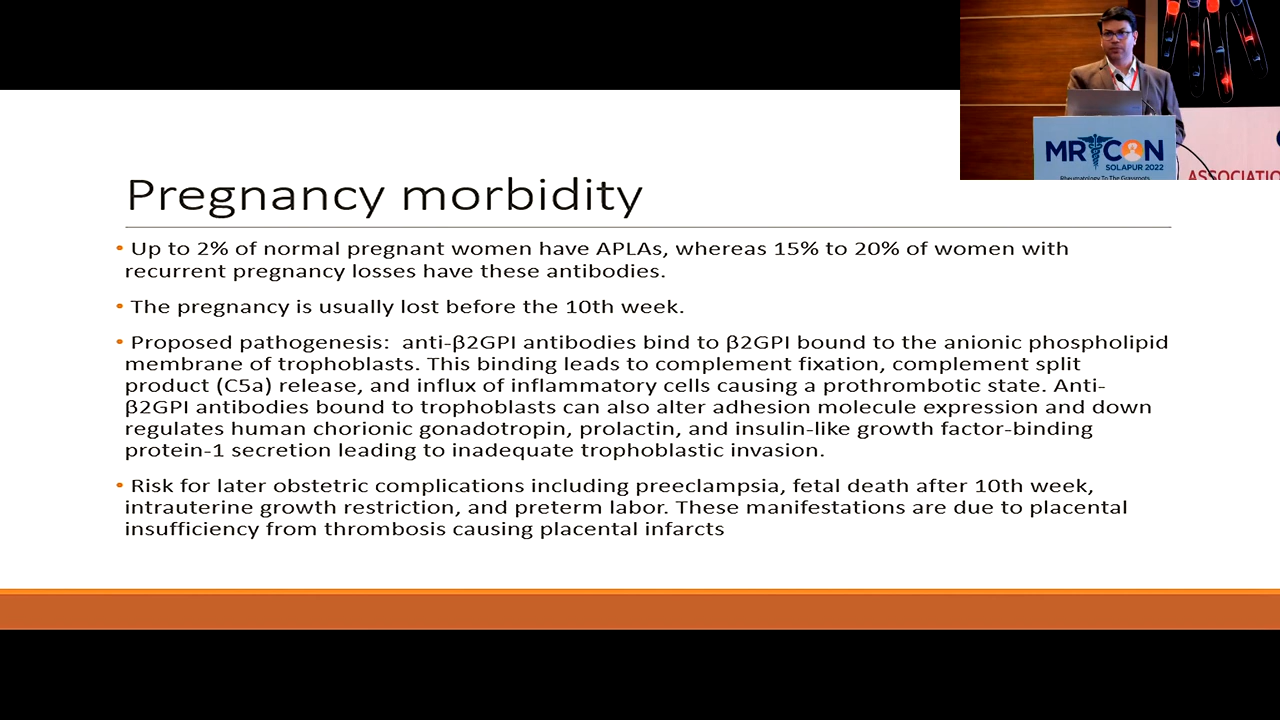 MRCON
SOLAPUR 2022
Rheumatology To The Grassroots
ASSOCIATIO
Pregnancy morbidity
• Up to 2% of normal pregnant women have APLAs, whereas 15% to 20% of women with
recurrent pregnancy losses have these antibodies.
• The pregnancy is usually lost before the 10th week.
• Proposed pathogenesis:  anti-β2GPI antibodies bind to β2GPI bound to the anionic phospholipid
membrane of trophoblasts. This binding leads to complement fixation, complement split
product (C5a) release, and influx of inflammatory cells causing a prothrombotic state. Anti-
β2GPI antibodies bound to trophoblasts can also alter adhesion molecule expression and down
regulates human chorionic gonadotropin, prolactin, and insulin-like growth factor-binding
protein-1 secretion leading to inadequate trophoblastic invasion.
• Risk for later obstetric complications including preeclampsia, fetal death after 10th week,
intrauterine growth restriction, and preterm labor. These manifestations are due to placental
insufficiency from thrombosis causing placental infarcts